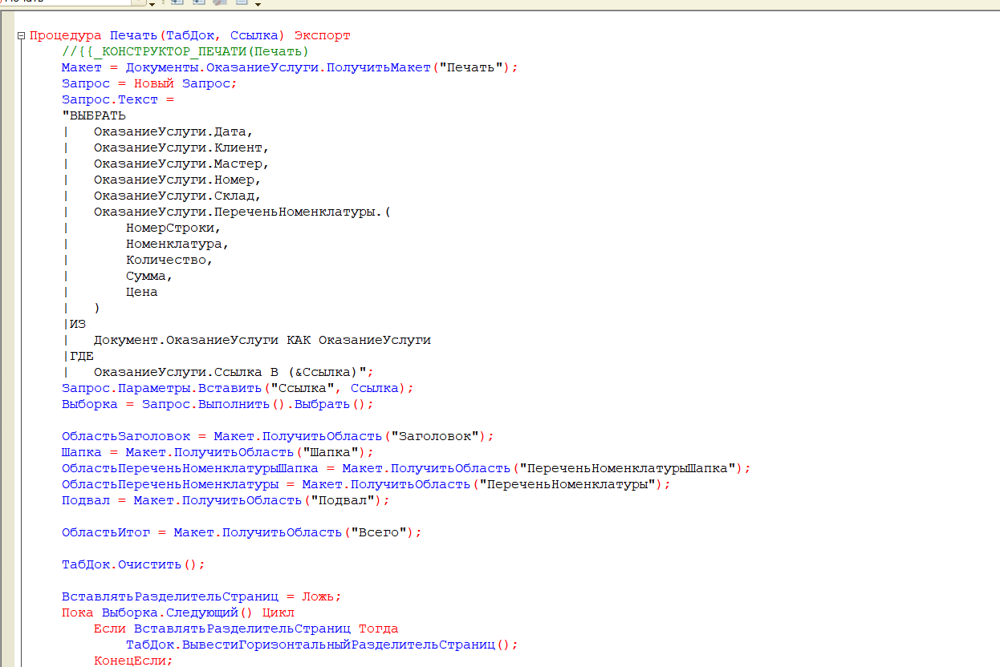 Процедура Печать(ТабДок, Ссылка) Экспорт
//{{_КОНСТРУКТОР_ПЕЧАТИ(Печать)
Макет = Документы.ОказаниеУслуги.ПолучитьМакет("Печать");
Запрос = Новый Запрос;
Запрос.Текст =
"ВЫБРАТЬ
|	ОказаниеУслуги.Дата,
|	ОказаниеУслуги.Клиент,
|	ОказаниеУслуги.Мастер,
|	ОказаниеУслуги.Номер,
|	ОказаниеУслуги.Склад,
|	ОказаниеУслуги.ПереченьНоменклатуры.(
|		НомерСтроки,
|		Номенклатура,
|		Количество,
|		Сумма,
|		Цена
|	)
|ИЗ
|	Документ.ОказаниеУслуги КАК ОказаниеУслуги
|ГДЕ
|	ОказаниеУслуги.Ссылка В (&Ссылка)";
Запрос.Параметры.Вставить("Ссылка", Ссылка);
Выборка = Запрос.Выполнить().Выбрать();
ОбластьЗаголовок = Макет.ПолучитьОбласть("Заголовок");
Шапка = Макет.ПолучитьОбласть("Шапка");
ОбластьПереченьНоменклатурыШапка = Макет.ПолучитьОбласть("ПереченьНоменклатурыШапка");
ОбластьПереченьНоменклатуры = Макет.ПолучитьОбласть("ПереченьНоменклатуры");
Подвал = Макет.ПолучитьОбласть("Подвал");
ОбластьИтог = Макет.ПолучитьОбласть("Всего");
ТабДок.Очистить();
ВставлятьРазделительСтраниц = Ложь;
Пока Выборка.Следующий() Цикл
Если ВставлятьРазделительСтраниц Тогда
ТабДок.ВывестиГоризонтальныйРазделительСтраниц();
КонецЕсли;